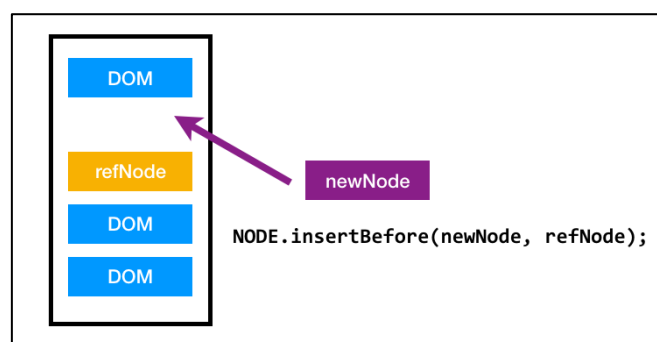 DOM
refNode
newNode
DOM
NODE.insertBefore(newNode, refNode);
DOM